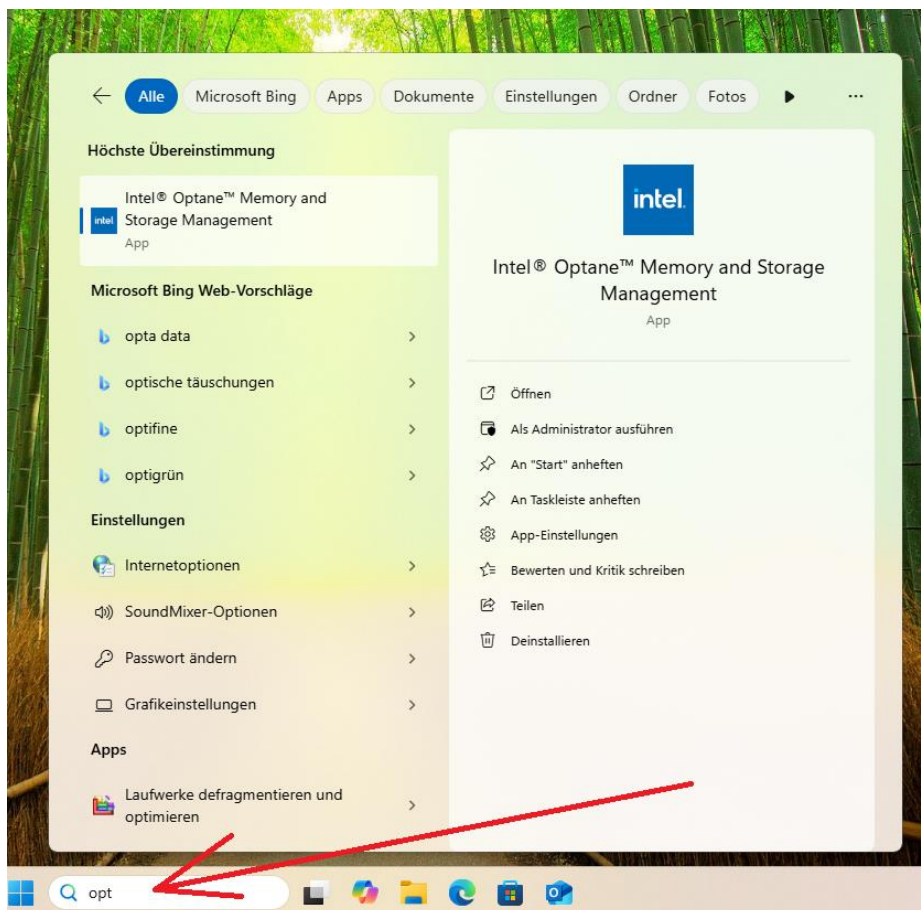 Alle Microsoft Bing Apps Dokumente Einstellungen Ordner Fotos
Höchste Übereinstimmung
intel
Intel® Optane™ Memory and
Storage Management
App
Microsoft Bing Web-Vorschläge
opta data
optische täuschungen
optifine
optigrün
Einstellungen
Internetoptionen
SoundMixer-Optionen
Passwort ändern
Grafikeinstellungen
Apps
Laufwerke defragmentieren und
optimieren
intel.
Intel® Optane™ Memory and Storage
Management
App
Öffnen
Als Administrator ausführen
An "Start" anheften
An Taskleiste anheften
App-Einstellungen
Bewerten und Kritik schreiben
Teilen
Deinstallieren
opt